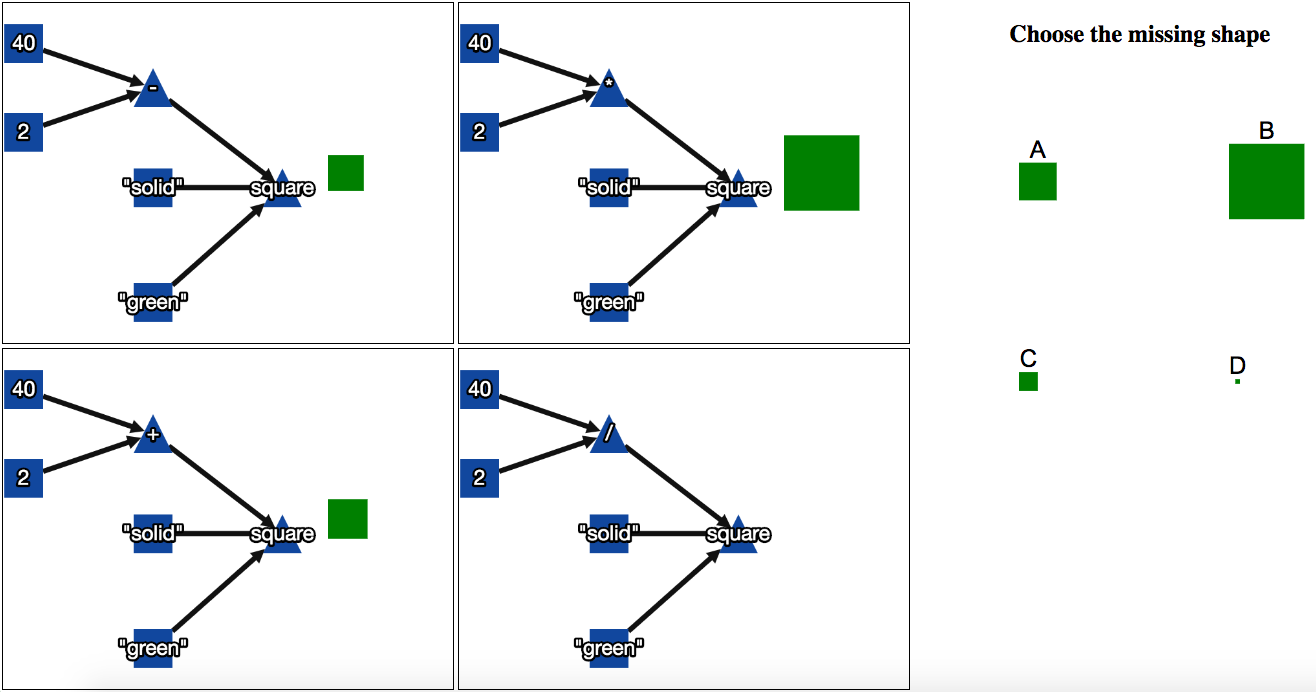 40
-
2
"solid"
square
"green"
40
*
2
"solid"
square
"green"
40
+
2
"solid"
square
"green"
40
/
2
"solid"
square
"green"
Choose the missing shape
A
B
C
D